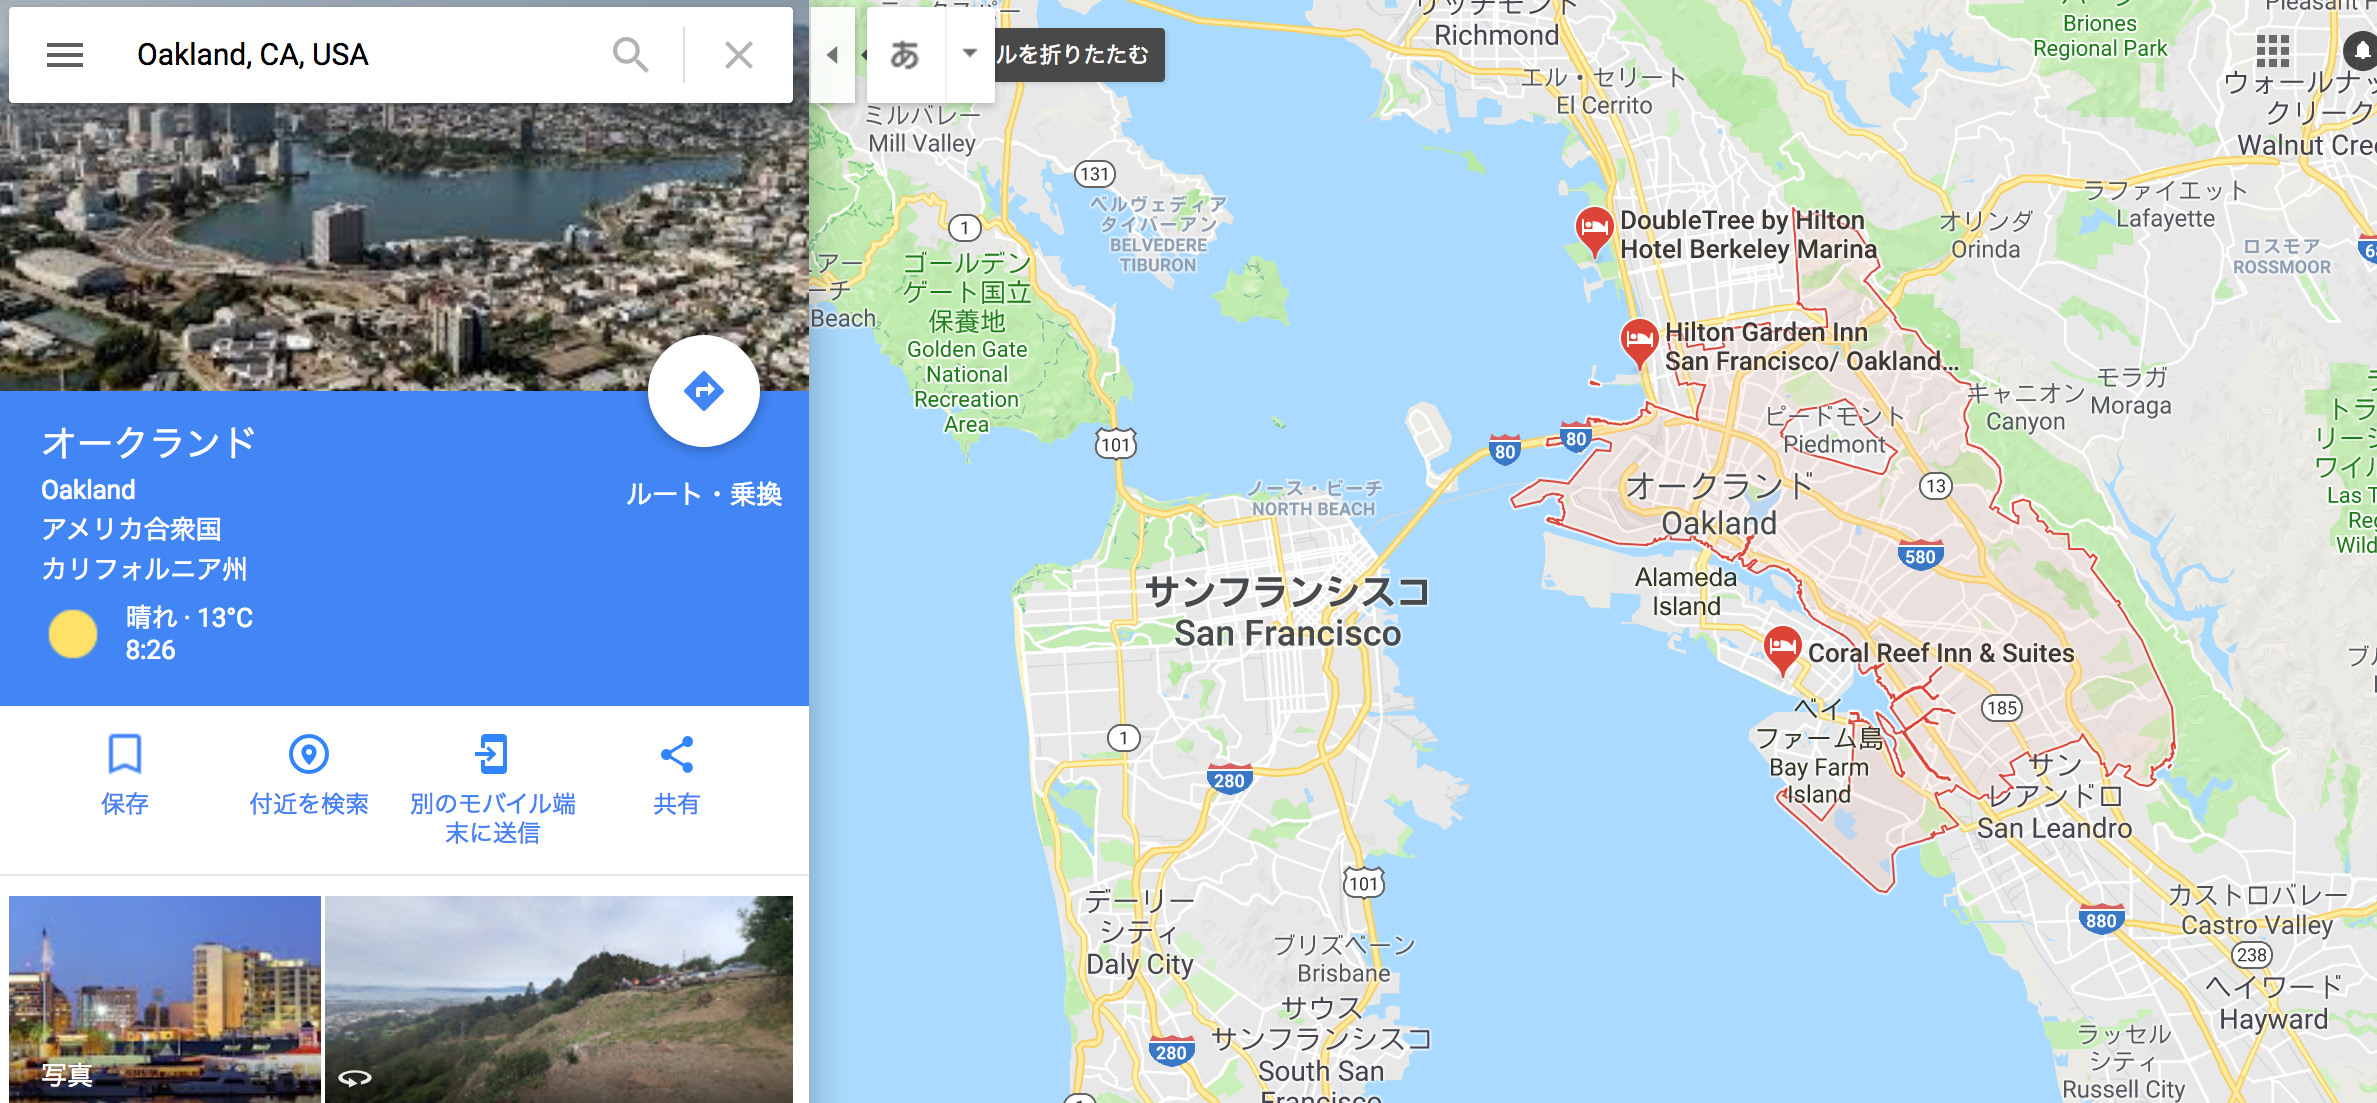 Oakland, CA, USA
オークランド
Oakland
アメリカ合衆国
カリフォルニア州
晴れ · 13°C
8:26
ルート・乗換
保存
付近を検索
別のモバイル端
末に送信
共有
写真
あ
ルを折りたたむ
リッチモンド
Richmond
エル・セリート
El Cerrito
Briones
Regional Park
ウォールナッ
クリーク
Walnut Cre
ミルバレー
Mill Valley
131
1
ベルヴェディア
タイバーアン
BELVEDERE
TIBURON
Beach
ゴールデン
ゲート国立
保養地
Golden Gate
National
Recreation
Area
101
DoubleTree by Hilton
Hotel Berkeley Marina
Hilton Garden Inn
San Francisco/ Oakland...
オリンダ
Orinda
ラファイエット
Lafayette
ロスモア
ROSSMOOR
キャニオン
Canyon
モラガ
Moraga
ピードモント
Piedmont
80
80
オークランド
Oakland
13
580
ノース・ビーチ
NORTH BEACH
サンフランシスコ
San Francisco
Alameda
Island
Coral Reef Inn & Suites
185
ベイ
ファーム島
Bay Farm
Island
サン
レアンドロ
San Leandro
1
280
101
デーリー
シティ
Daly City
ブリズベーン
Brisbane
サウス
サンフランシスコ
South San
Francisco
280
880
カストロバレー
Castro Valley
238
ヘイワード
Hayward
ラッセル
シティ
Russell City
トラ
リージ
ワイル
Las T
Reg
Wild